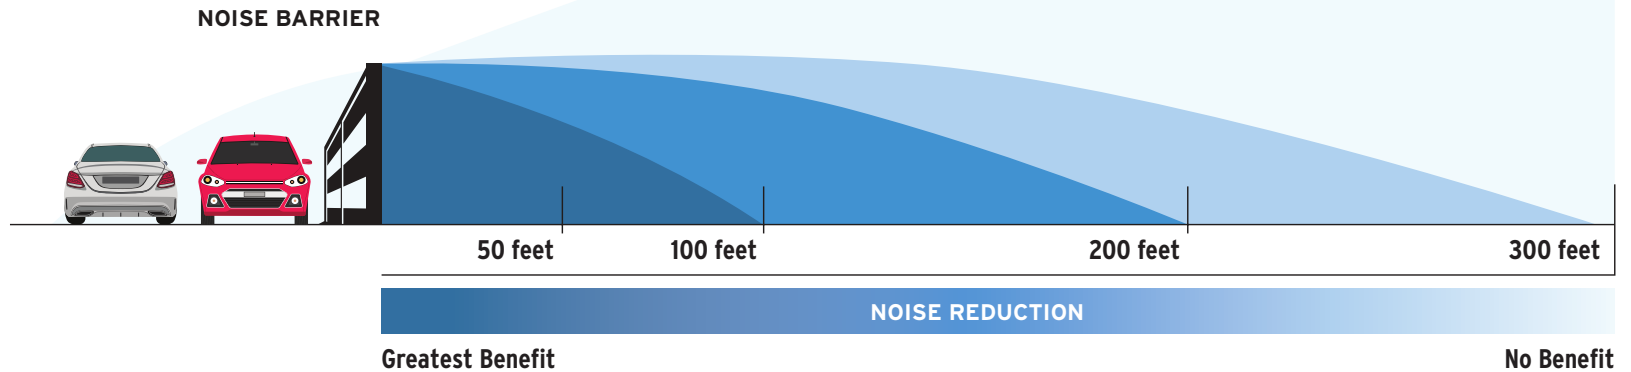 NOISE BARRIER
50 feet
100 feet
200 feet
300 feet
NOISE REDUCTION
Greatest Benefit
No Benefit